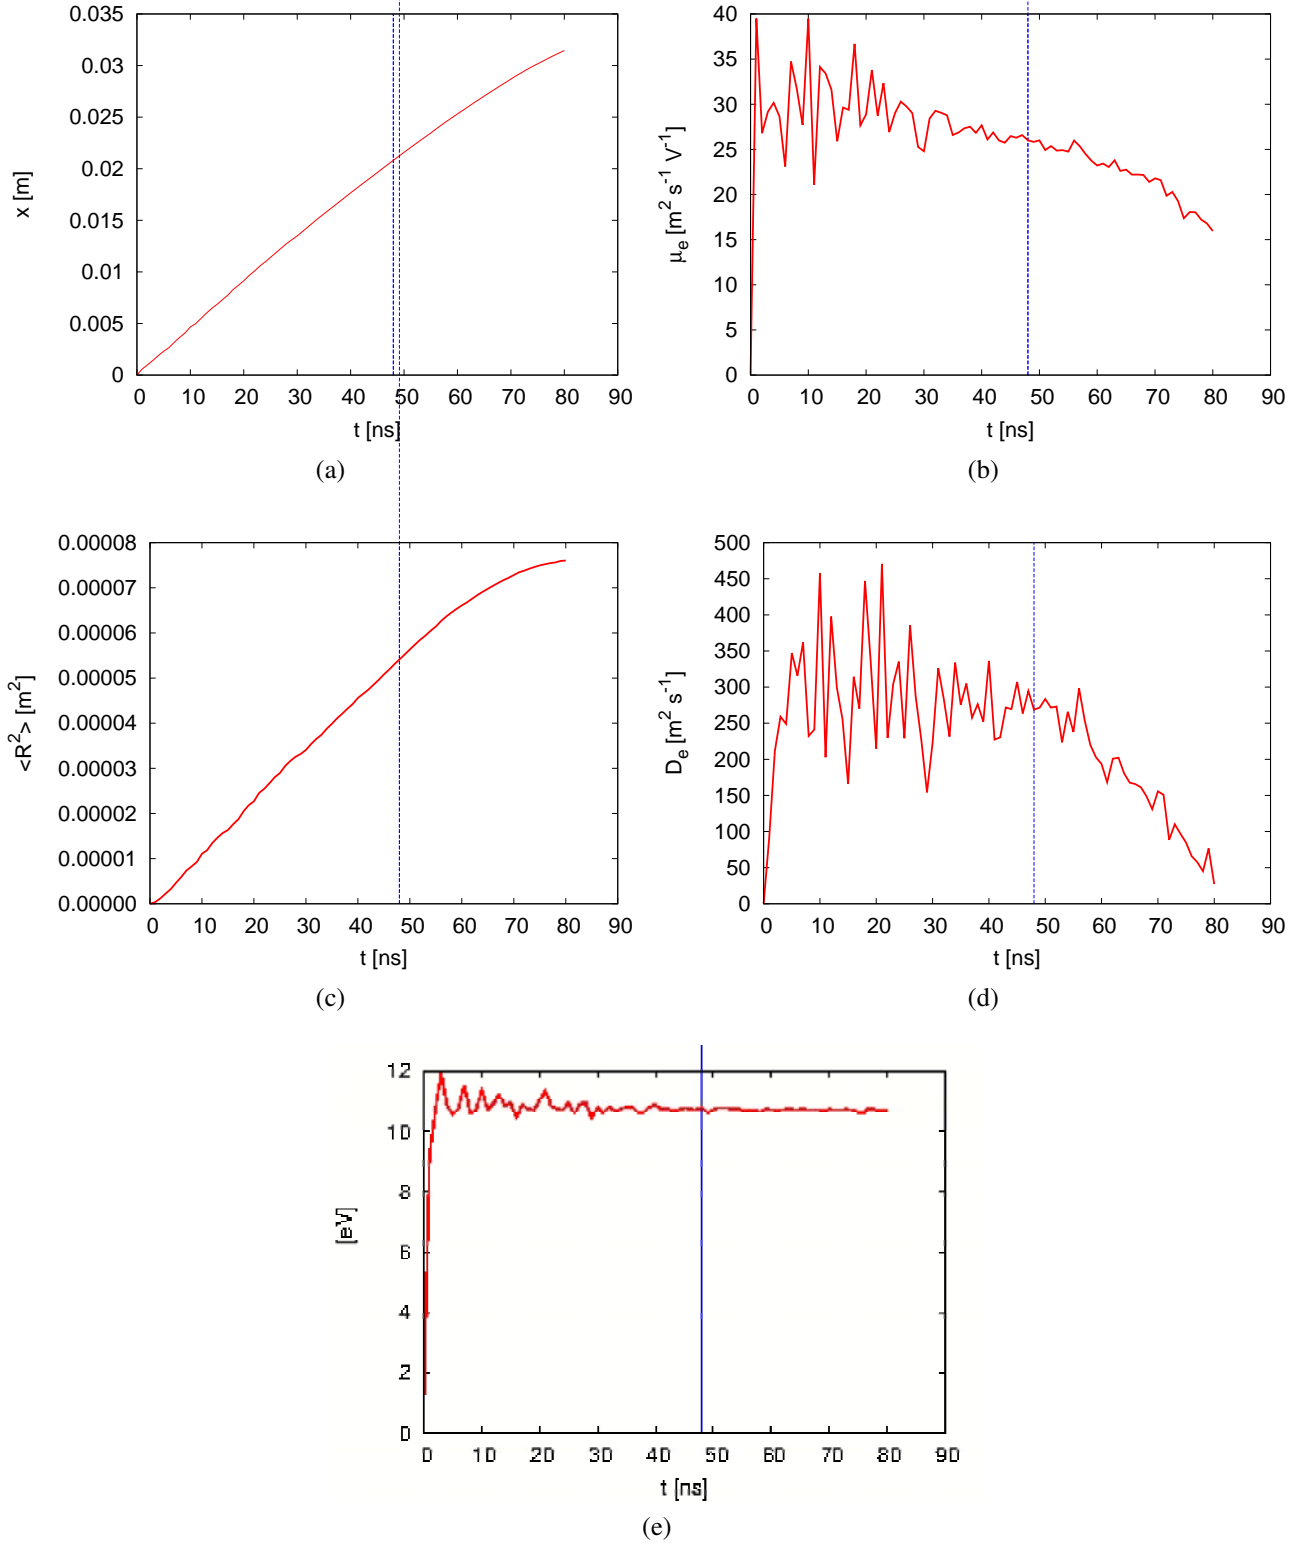 0.035
0.03
0.025
0.02
0.015
0.01
0.005
0
x [m]
0 10 20 30 40 50 60 70 80 90
t [ns]
(a)
40
35
30
25
20
15
10
5
0
μe [m² s⁻¹ V⁻¹]
0 10 20 30 40 50 60 70 80 90
t [ns]
(b)
0.00008
0.00007
0.00006
0.00005
0.00004
0.00003
0.00002
0.00001
0.00000
<R²> [m²]
0 10 20 30 40 50 60 70 80 90
t [ns]
(c)
500
450
400
350
300
250
200
150
100
50
0
De [m² s⁻¹]
0 10 20 30 40 50 60 70 80 90
t [ns]
(d)
12
10
8
6
4
2
0
[eV]
0 10 20 30 40 50 60 70 80 90
t [ns]
(e)